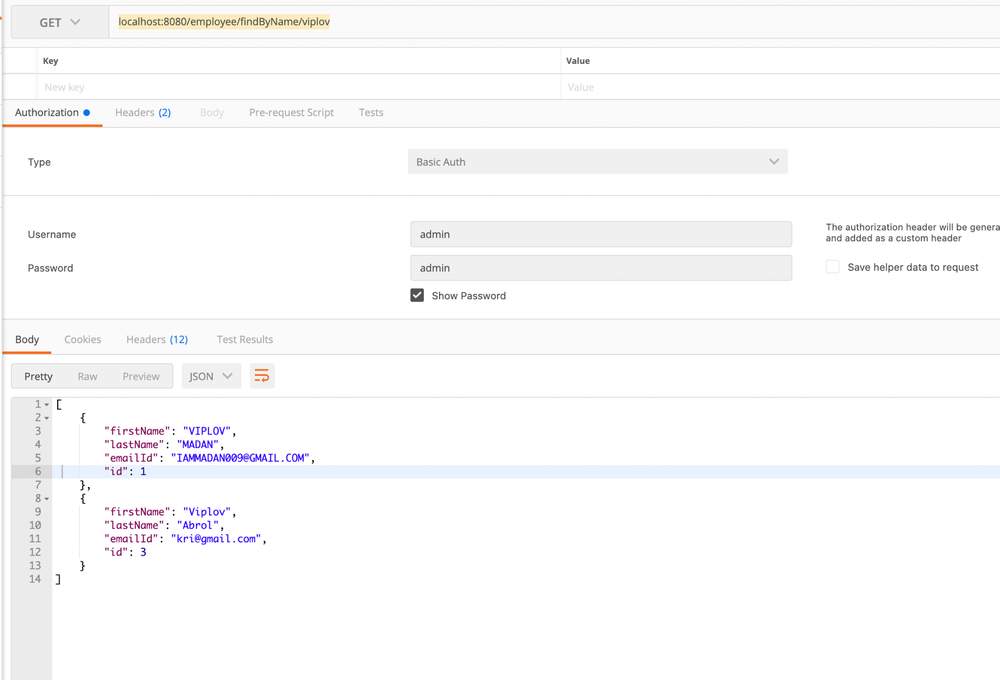 GET localhost:8080/employee/findByName/viplov
Key Value
New key Value
Authorization Headers (2) Body Pre-request Script Tests
Type Basic Auth
Username admin
The authorization header will be genera
and added as a custom header
Password admin
Save helper data to request
Show Password
Body Cookies Headers (12) Test Results
Pretty Raw Preview JSON
1 [
2 {
3 "firstName": "VIPLOV",
4 "lastName": "MADAN",
5 "emailId": "IAMMADAN009@GMAIL.COM",
6 "id": 1
7 },
8 {
9 "firstName": "Viplov",
10 "lastName": "Abrol",
11 "emailId": "kri@gmail.com",
12 "id": 3
13 }
14 ]